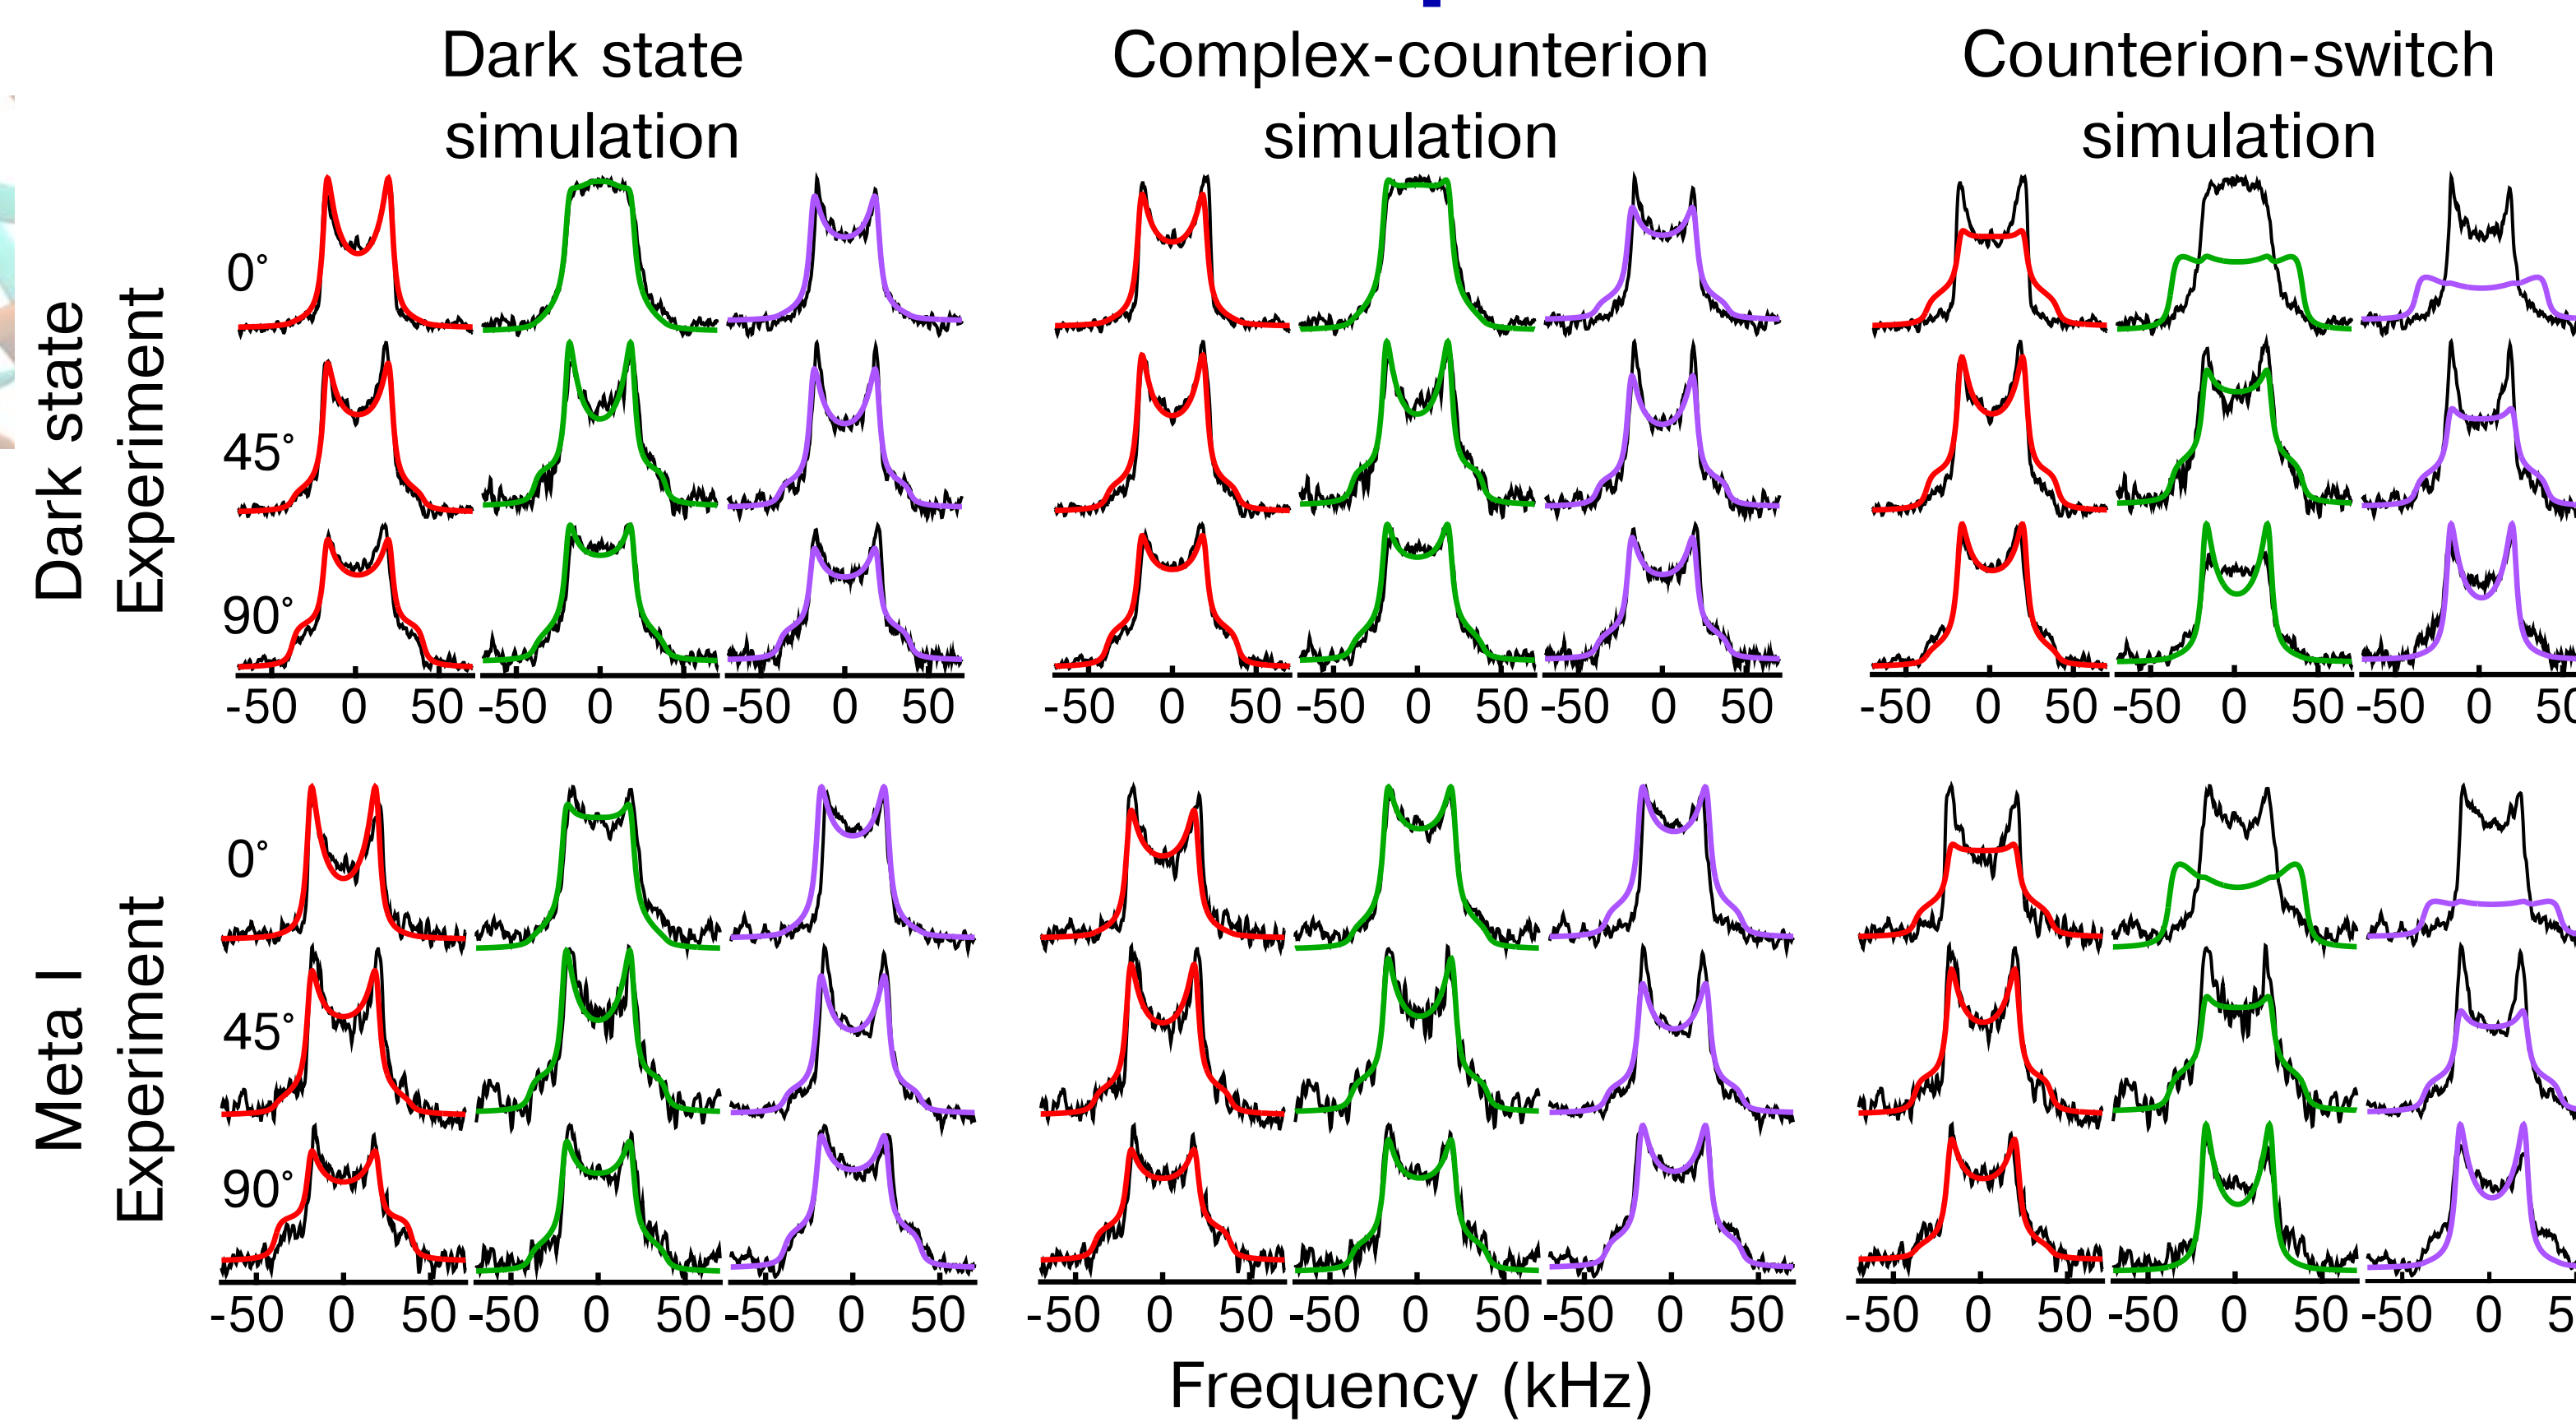 Dark state
simulation
Complex-counterion
simulation
Counterion-switch
simulation
Dark state
Experiment
0°
45°
90°
-50 0 50 -50 0 50 -50 0 50
-50 0 50 -50 0 50 -50 0 50
-50 0 50 -50 0 50 -50 0
Meta I
Experiment
0°
45°
90°
-50 0 50 -50 0 50 -50 0 50
-50 0 50 -50 0 50 -50 0 50
-50 0 50 -50 0 50 -50 0
Frequency (kHz)